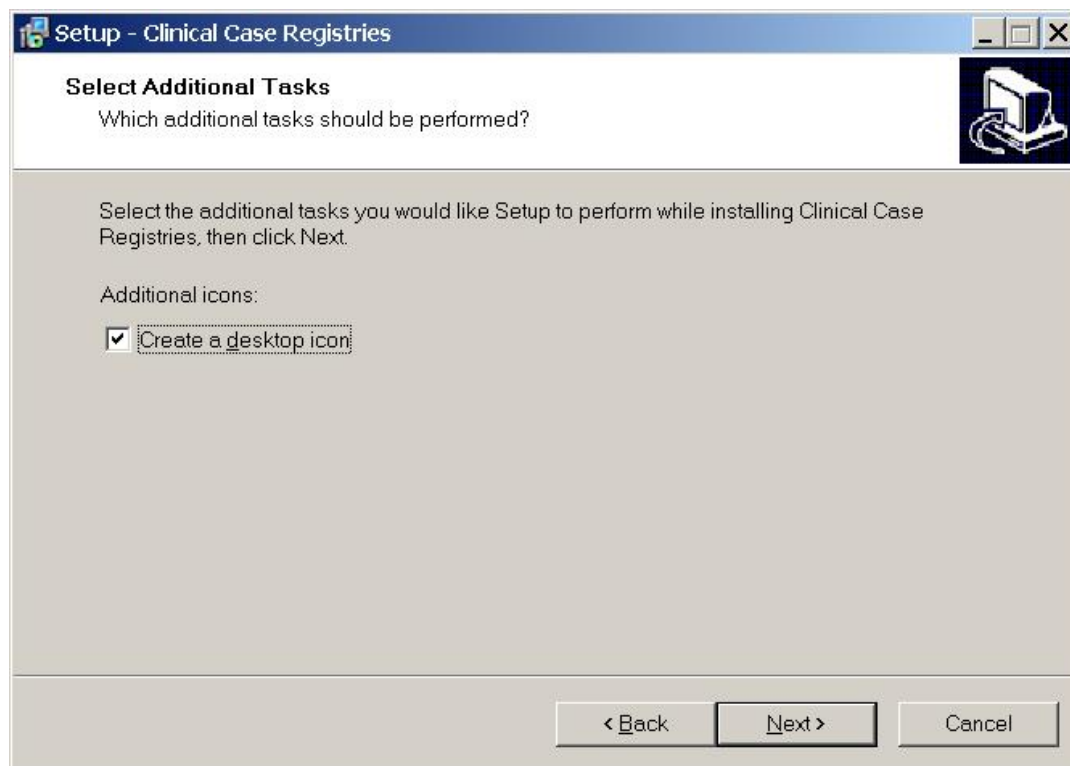 Setup - Clinical Case Registries
Select Additional Tasks
Which additional tasks should be performed?
Select the additional tasks you would like Setup to perform while installing Clinical Case
Registries, then click Next.
Additional icons:
Create a desktop icon
< Back Next > Cancel